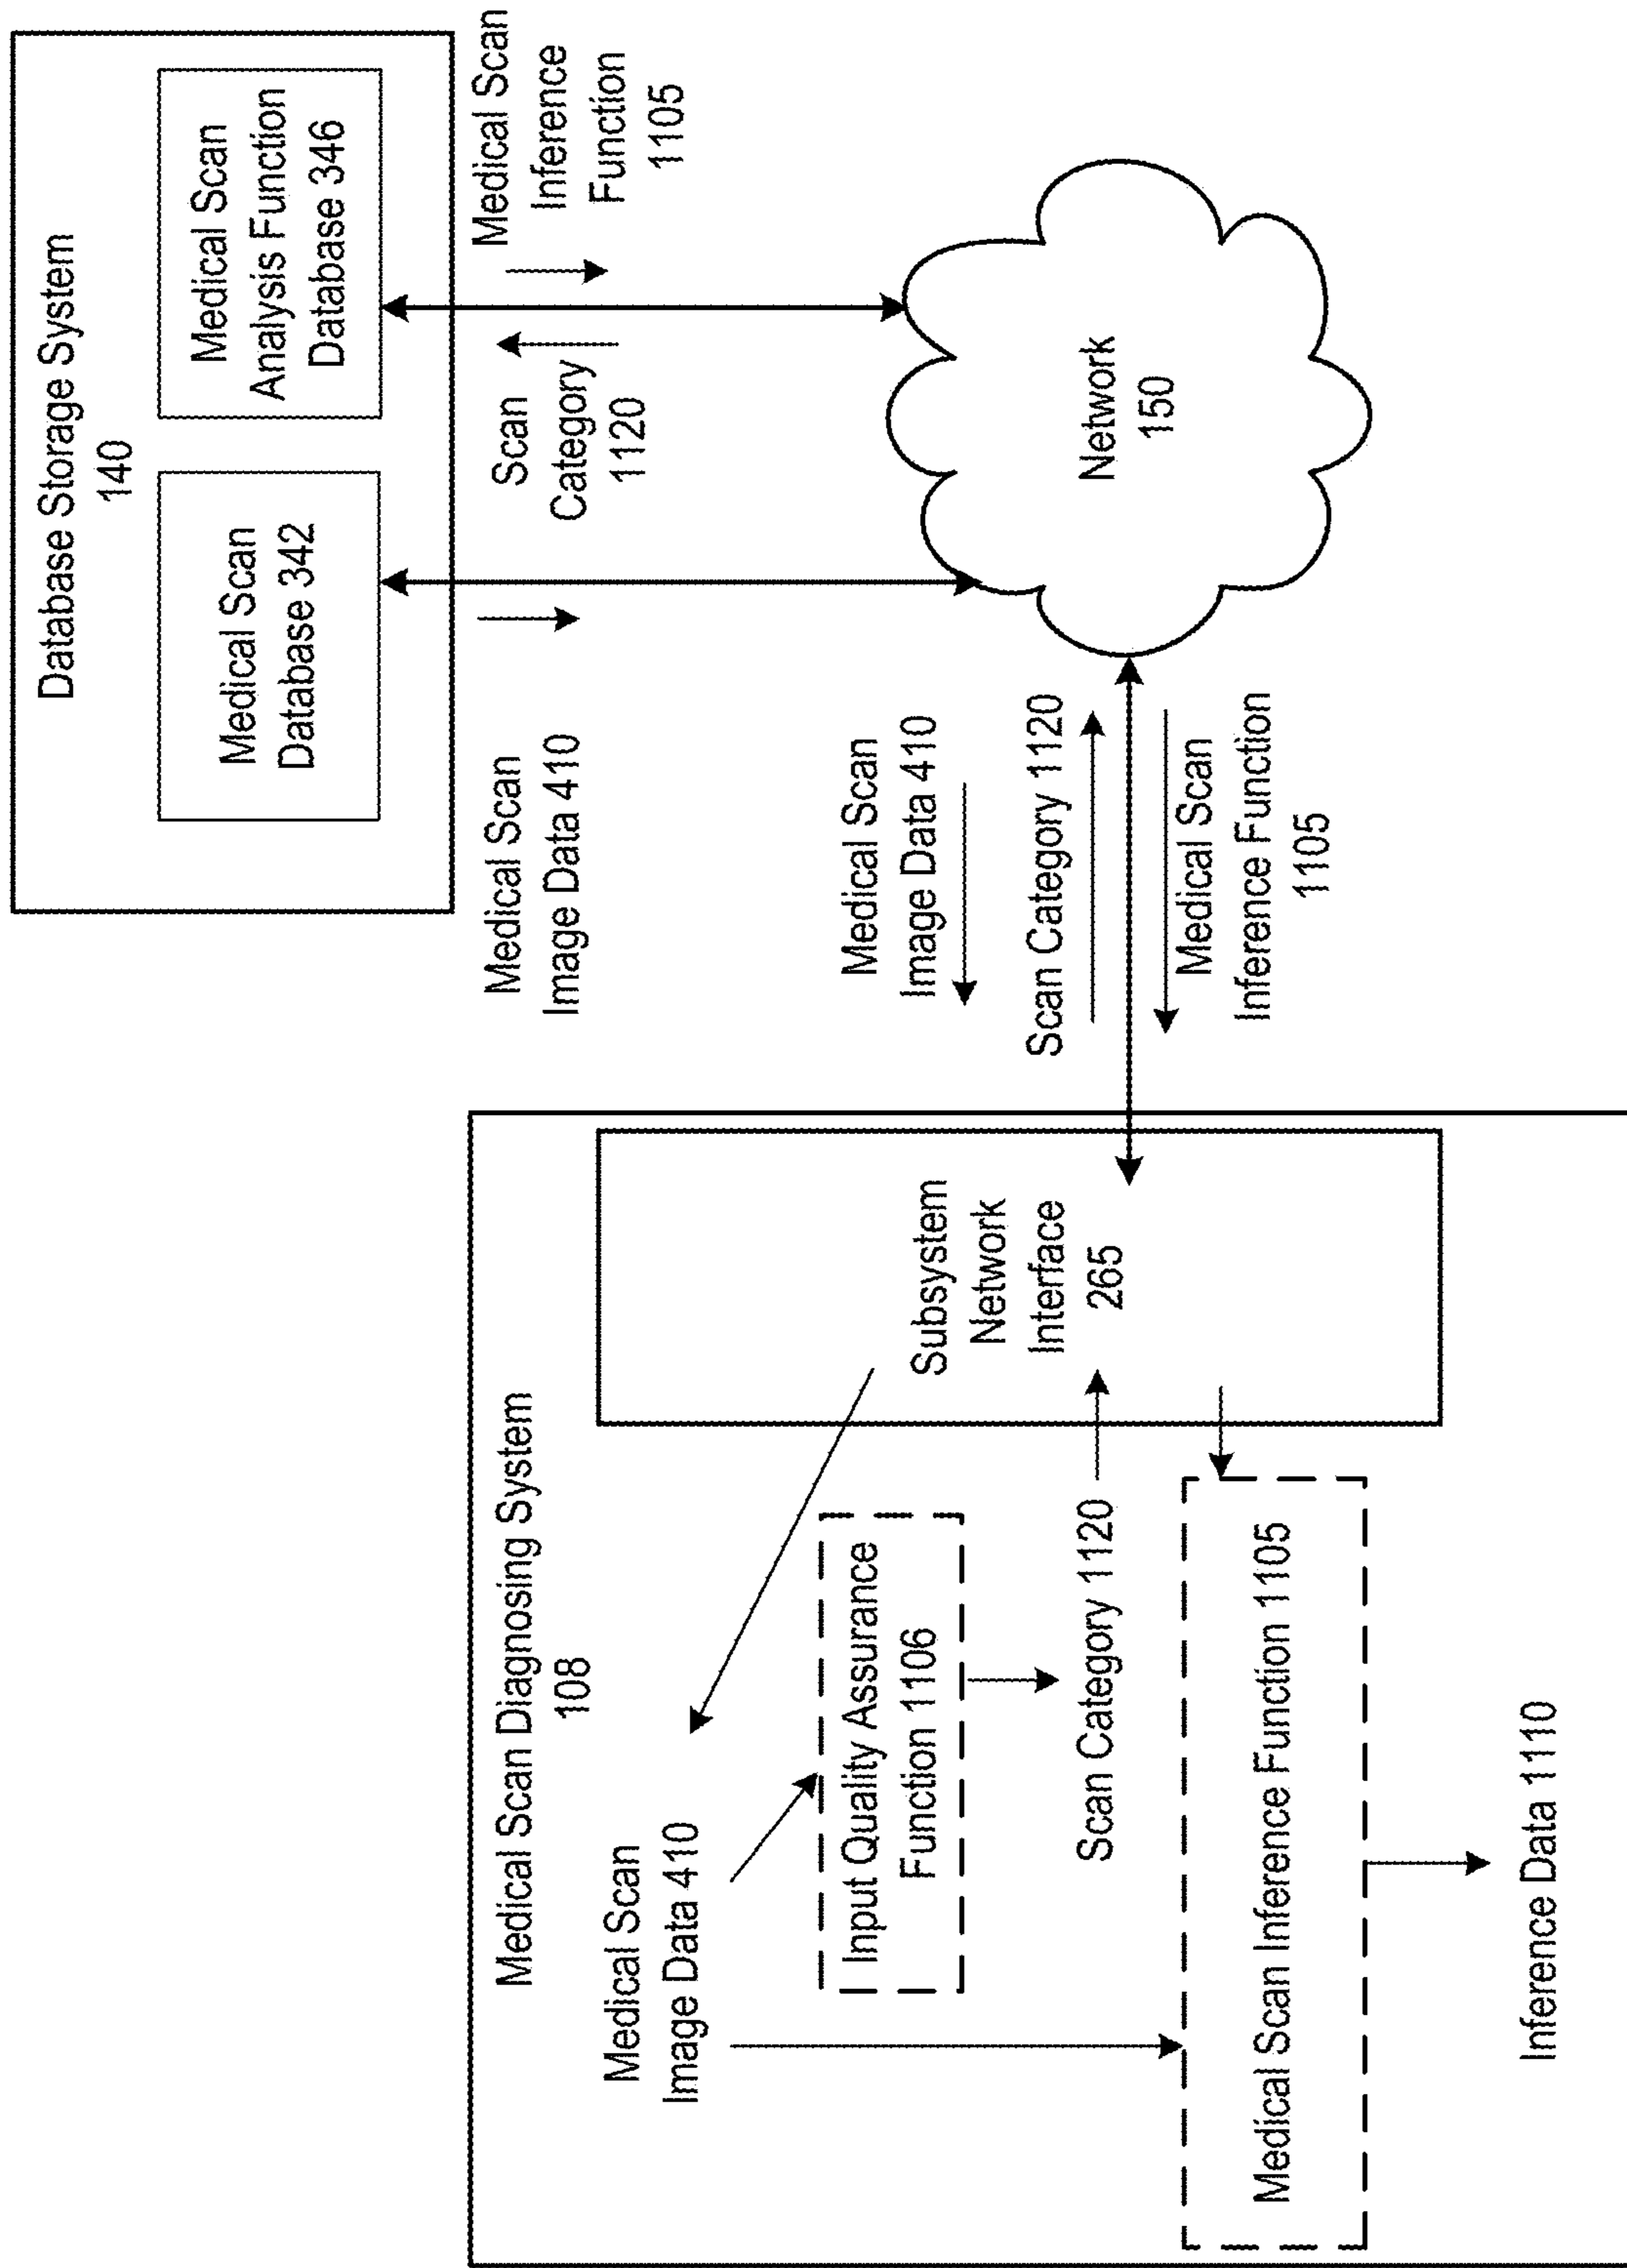 Database Storage System
140
Medical Scan
Database 342
Medical Scan
Analysis Function
Database 346
Medical Scan
Image Data 410
Scan
Category
1120
Medical Scan
Inference
Function
1105
Network
150
Medical Scan
Image Data 410
Scan Category 1120
Medical Scan
Inference Function
1105
Medical Scan Diagnosing System
108
Subsystem
Network
Interface
265
Medical Scan
Image Data 410
Input Quality Assurance
Function 1106
Scan Category 1120
Medical Scan Inference Function 1105
Inference Data 1110